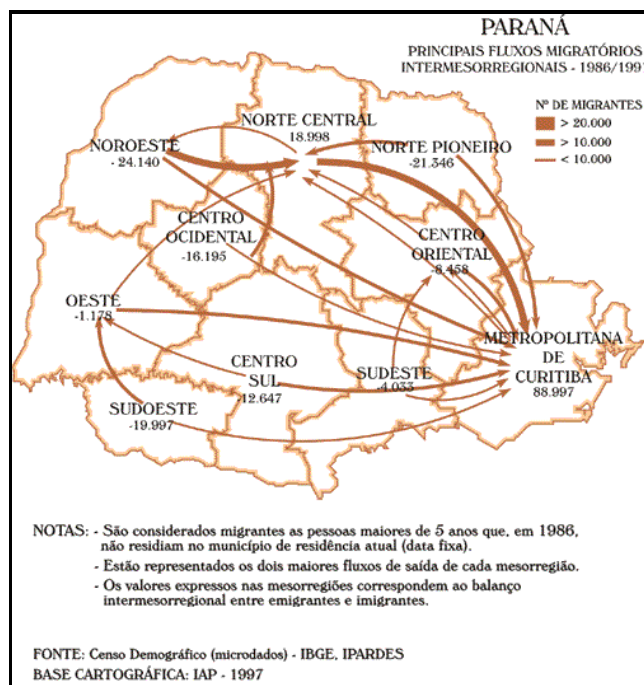 PARANÁ
PRINCIPAIS FLUXOS MIGRATÓRIOS
INTERMESORREGIONAIS - 1986/1991
Nº DE MIGRANTES
> 20.000
> 10.000
< 10.000
NORTE CENTRAL
18.998
NOROESTE
- 24.140
NORTE PIONEIRO
-21.346
CENTRO
OCIDENTAL
-16.195
CENTRO
ORIENTAL
-8.458
OESTE
-1.178
METROPOLITANA
DE
CURITIBA
88.997
CENTRO
SUL
-12.647
SUDESTE
-4.033
SUDOESTE
-19.997
NOTAS: - São considerados migrantes as pessoas maiores de 5 anos que, em 1986,
não residiam no município de residência atual (data fixa).
- Estão representados os dois maiores fluxos de saída de cada mesorregião.
- Os valores expressos nas mesorregiões correspondem ao balanço
intermesorregional entre emigrantes e imigrantes.
FONTE: Censo Demográfico (microdados) - IBGE, IPARDES
BASE CARTOGRÁFICA: IAP - 1997